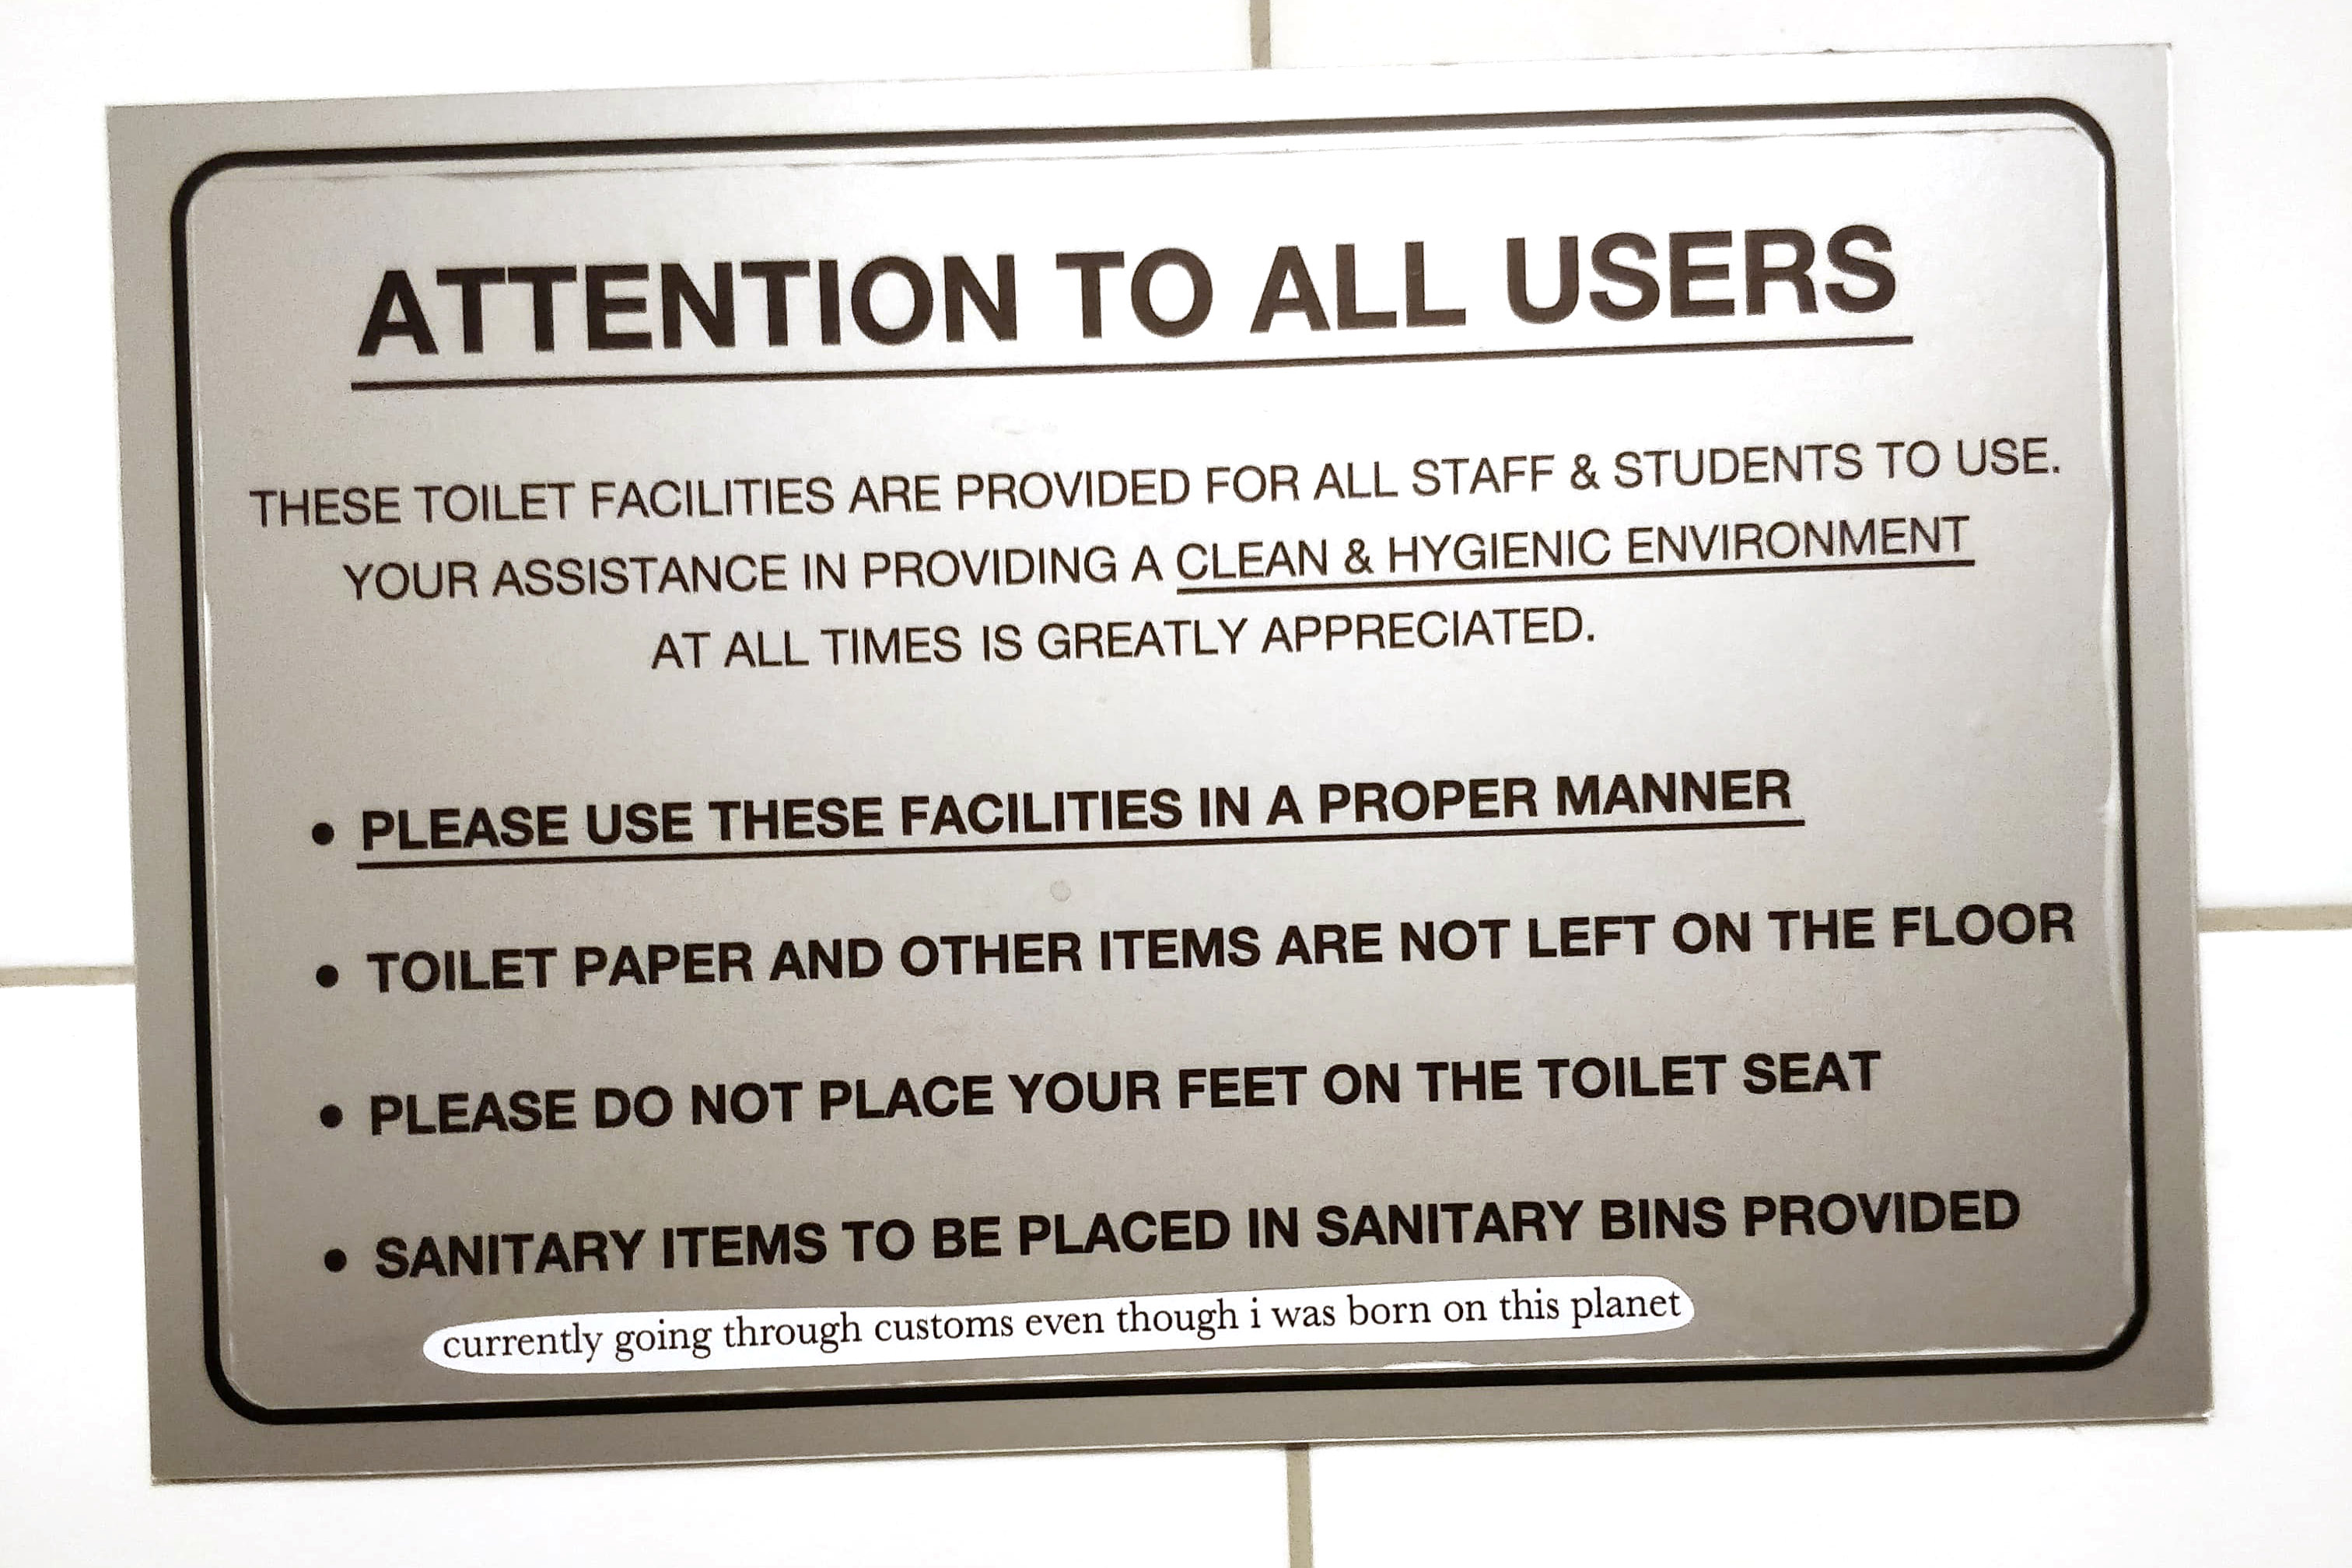 ATTENTION TO ALL USERS
THESE TOILET FACILITIES ARE PROVIDED FOR ALL STAFF & STUDENTS TO USE.
YOUR ASSISTANCE IN PROVIDING A CLEAN & HYGIENIC ENVIRONMENT
AT ALL TIMES IS GREATLY APPRECIATED.
• PLEASE USE THESE FACILITIES IN A PROPER MANNER
• TOILET PAPER AND OTHER ITEMS ARE NOT LEFT ON THE FLOOR
• PLEASE DO NOT PLACE YOUR FEET ON THE TOILET SEAT
• SANITARY ITEMS TO BE PLACED IN SANITARY BINS PROVIDED
currently going through customs even though i was born on this planet